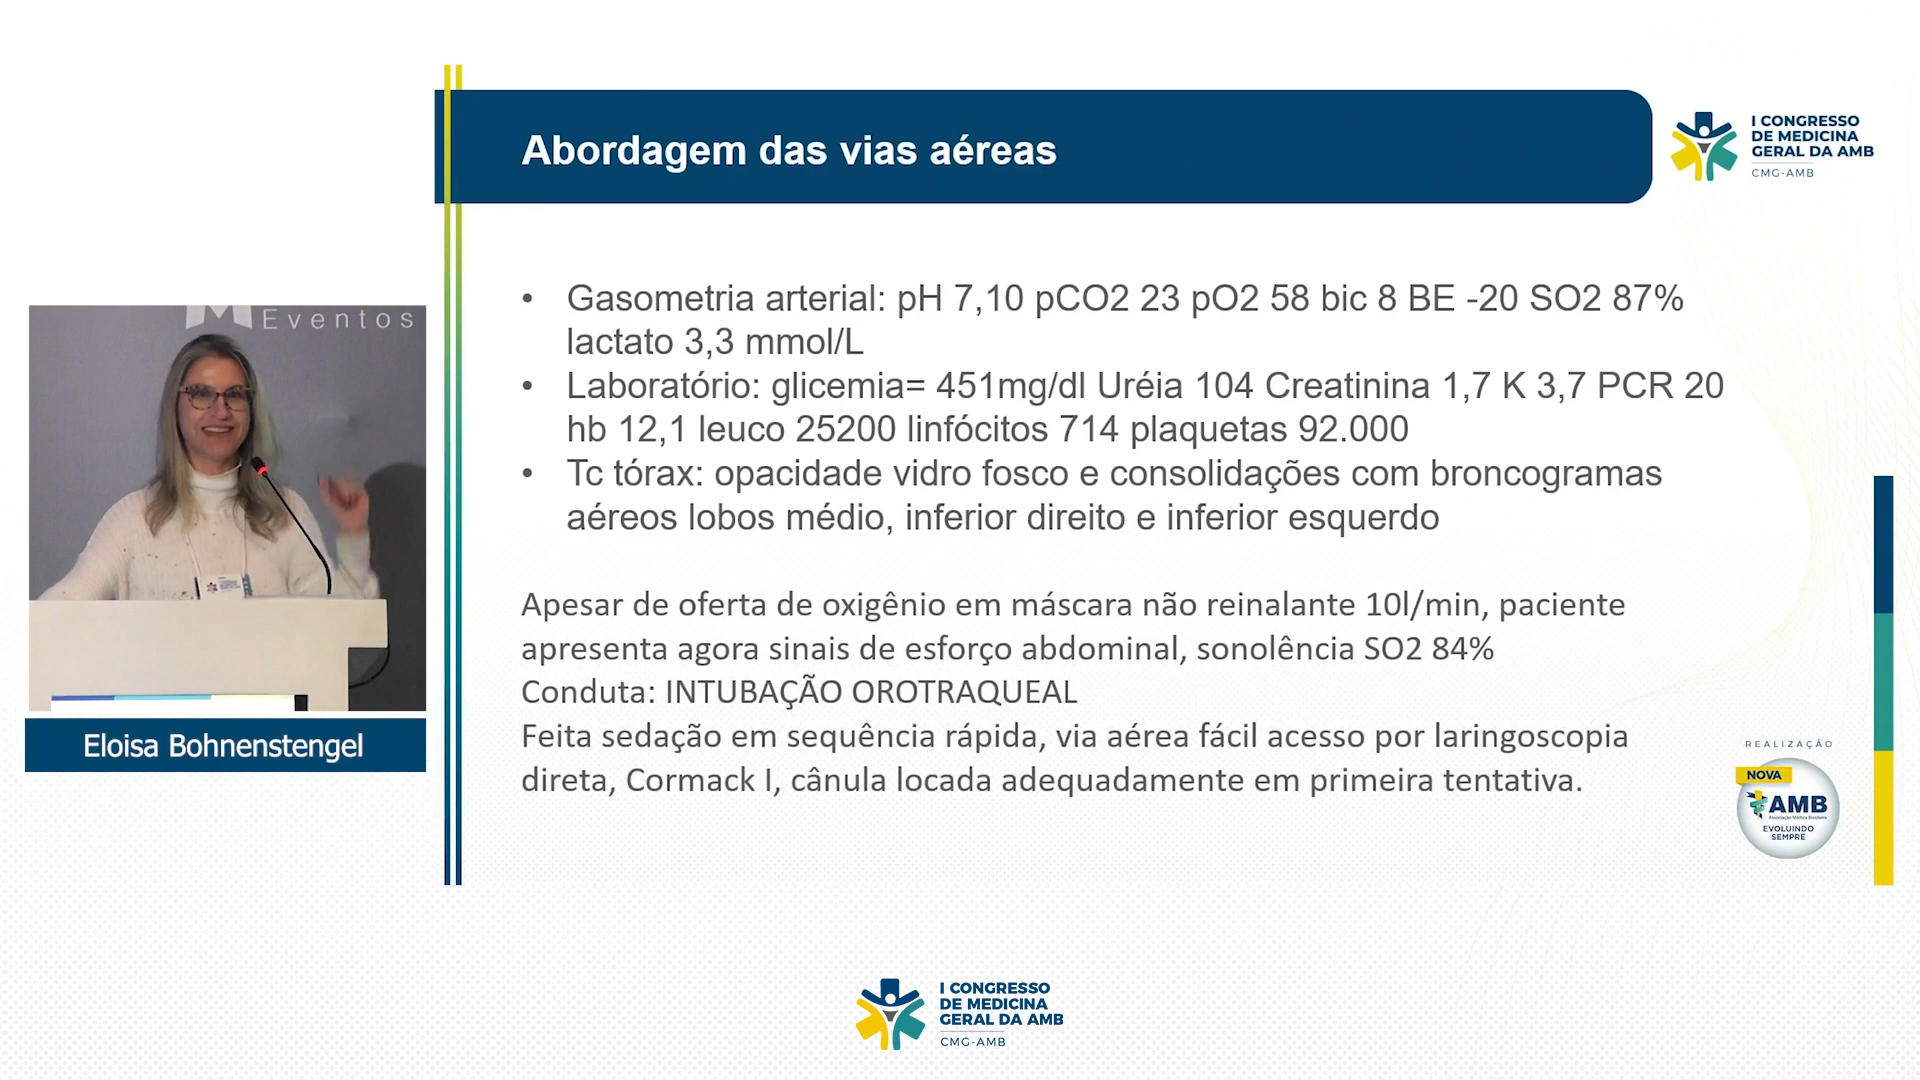 Abordagem das vias aéreas
I CONGRESSO
DE MEDICINA
GERAL DA AMB
CMG-AMB
• Gasometria arterial: pH 7,10 pCO2 23 pO2 58 bic 8 BE -20 SO2 87%
lactato 3,3 mmol/L
• Laboratório: glicemia= 451mg/dl Uréia 104 Creatinina 1,7 K 3,7 PCR 20
hb 12,1 leuco 25200 linfócitos 714 plaquetas 92.000
• Tc tórax: opacidade vidro fosco e consolidações com broncogramas
aéreos lobos médio, inferior direito e inferior esquerdo
Apesar de oferta de oxigênio em máscara não reinalante 10l/min, paciente
apresenta agora sinais de esforço abdominal, sonolência SO2 84%
Conduta: INTUBAÇÃO OROTRAQUEAL
Feita sedação em sequência rápida, via aérea fácil acesso por laringoscopia
direta, Cormack I, cânula locada adequadamente em primeira tentativa.
Eventos
Eloisa Bohnenstengel
REALIZAÇÃO
NOVA
AMB
Associação Médica Brasileira
EVOLUINDO
SEMPRE
I CONGRESSO
DE MEDICINA
GERAL DA AMB
CMG-AMB